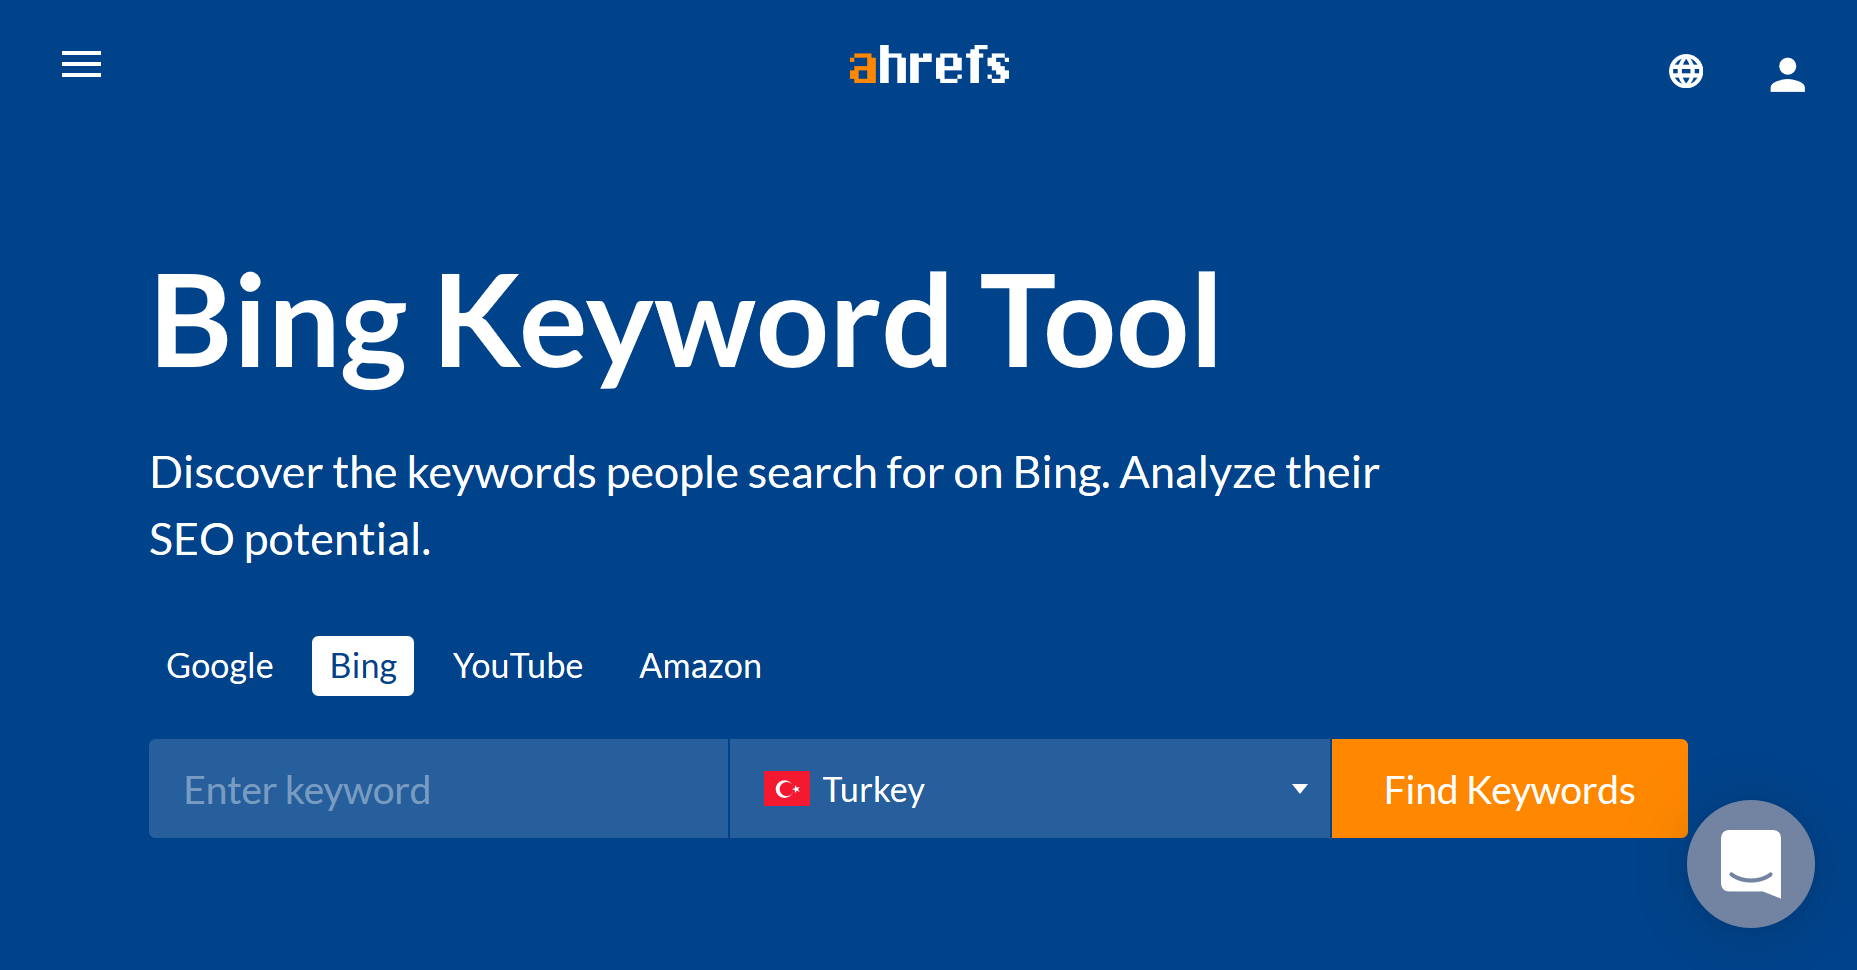 ahrefs
Bing Keyword Tool
Discover the keywords people search for on Bing. Analyze their
SEO potential.
Google Bing YouTube Amazon
Enter keyword Turkey Find Keywords